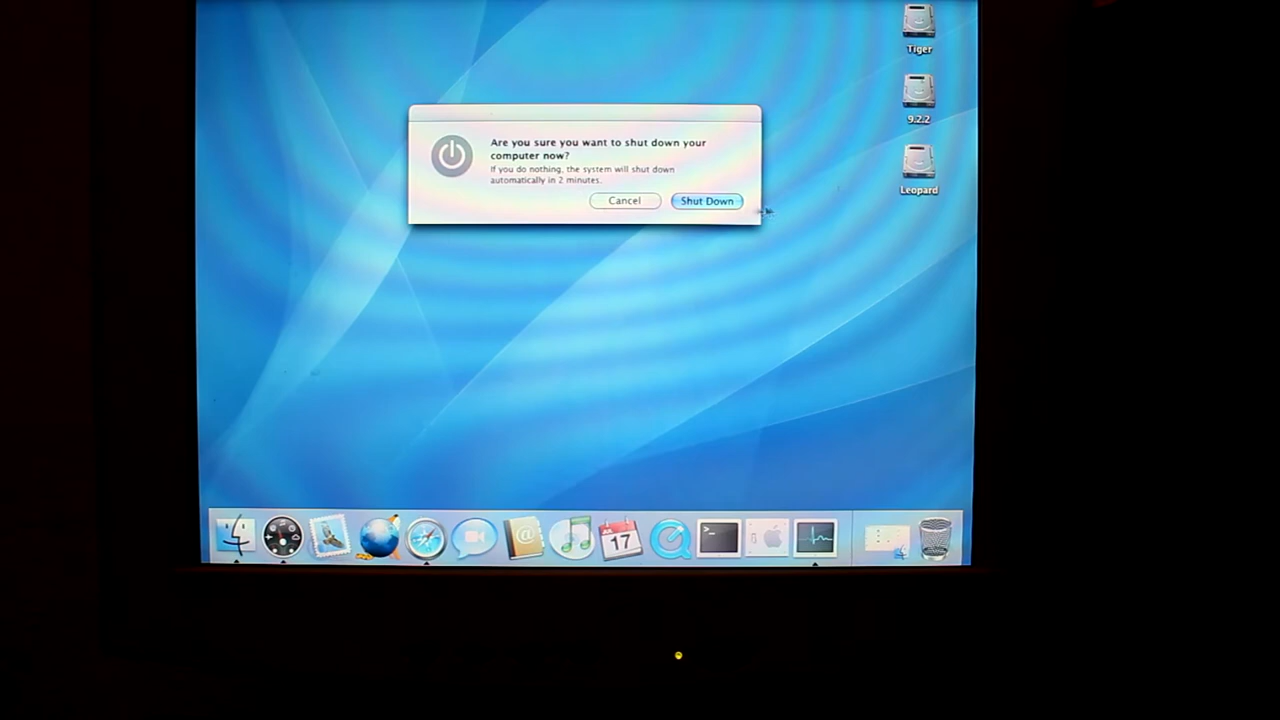 Tiger
9.2.2
Leopard
Are you sure you want to shut down your
computer now?
If you do nothing, the system will shut down
automatically in 2 minutes.
Cancel
Shut Down
@
JUL
17
>_